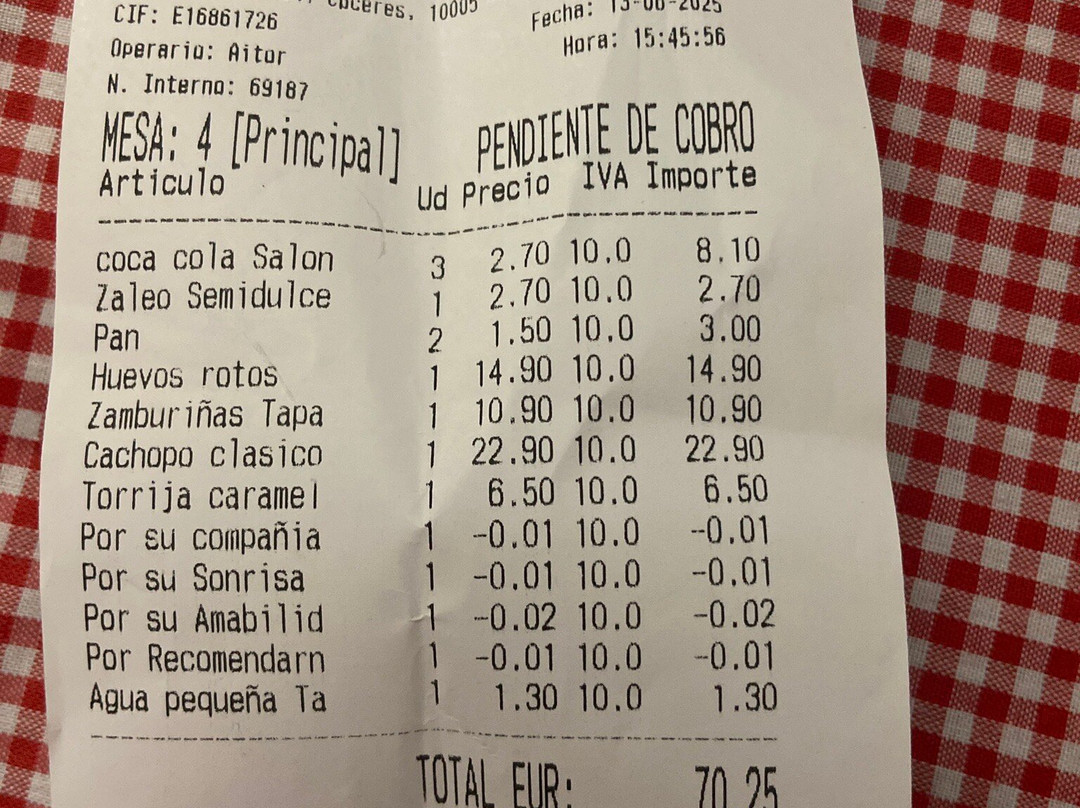 Cáceres, 10005
CIF: E16861726
Fecha: 13-06-2025
Operario: Aitor
Hora: 15:45:56
N. Interno: 69187
MESA: 4 [Principal] PENDIENTE DE COBRO
Articulo Ud Precio IVA Importe
coca cola Salon 3 2.70 10.0 8.10
Zaleo Semidulce 1 2.70 10.0 2.70
Pan 2 1.50 10.0 3.00
Huevos rotos 1 14.90 10.0 14.90
Zamburiñas Tapa 1 10.90 10.0 10.90
Cachopo clasico 1 22.90 10.0 22.90
Torrija caramel 1 6.50 10.0 6.50
Por su compañia 1 -0.01 10.0 -0.01
Por su Sonrisa 1 -0.01 10.0 -0.01
Por su Amabilid 1 -0.02 10.0 -0.02
Por Recomendarn 1 -0.01 10.0 -0.01
Agua pequeña Ta 1 1.30 10.0 1.30
TOTAL EUR: 70.25